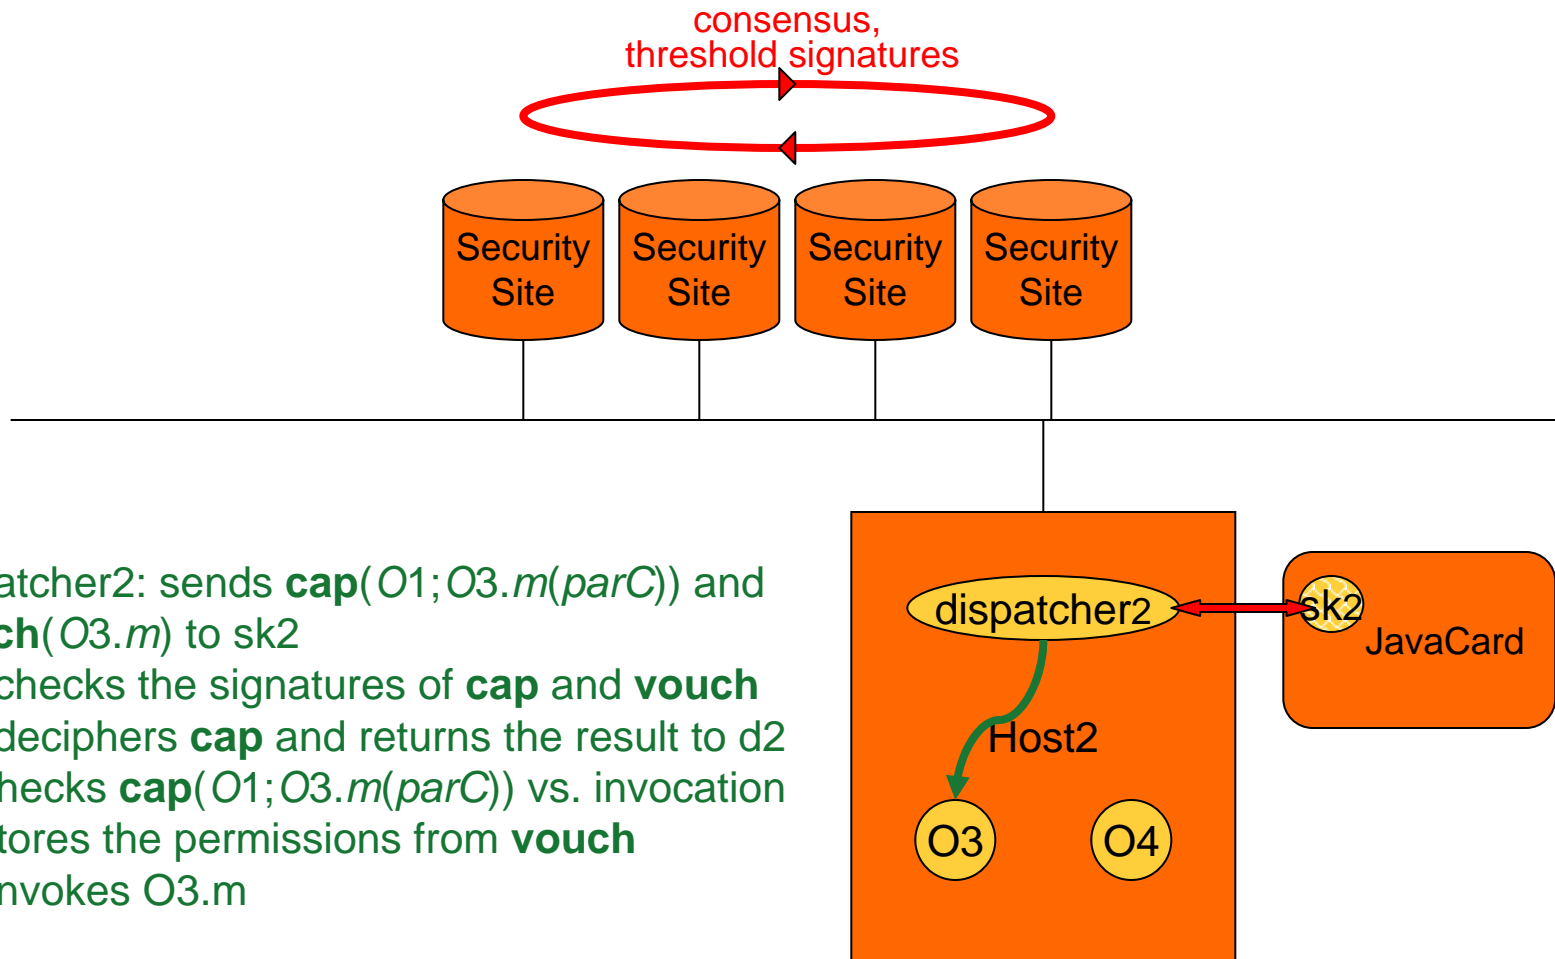 consensus,
threshold signatures
Security Site
Security Site
Security Site
Security Site
atcher2: sends cap(O1;O3.m(parC)) and
ch(O3.m) to sk2
checks the signatures of cap and vouch
deciphers cap and returns the result to d2
hecks cap(O1;O3.m(parC)) vs. invocation
tores the permissions from vouch
nvokes O3.m
dispatcher2
sk2
JavaCard
Host2
O3
O4